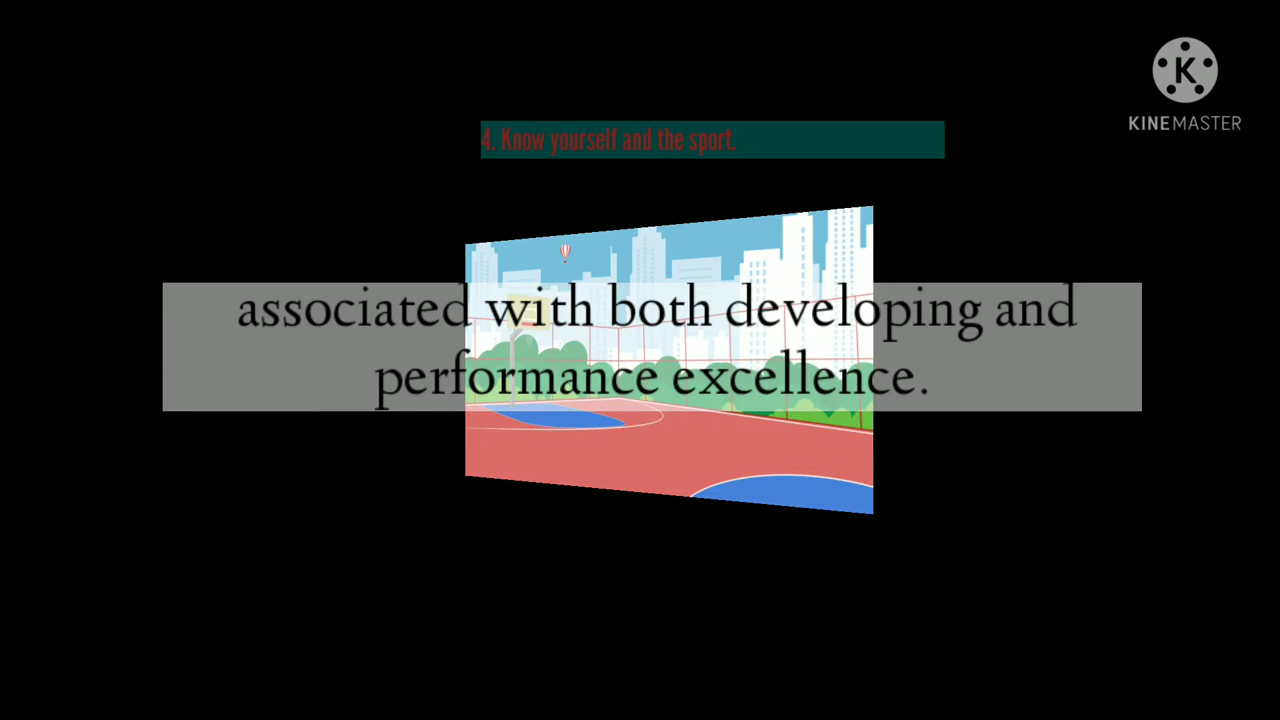 KINEMASTER
4. Know yourself and the sport.
associated with both developing and
performance excellence.